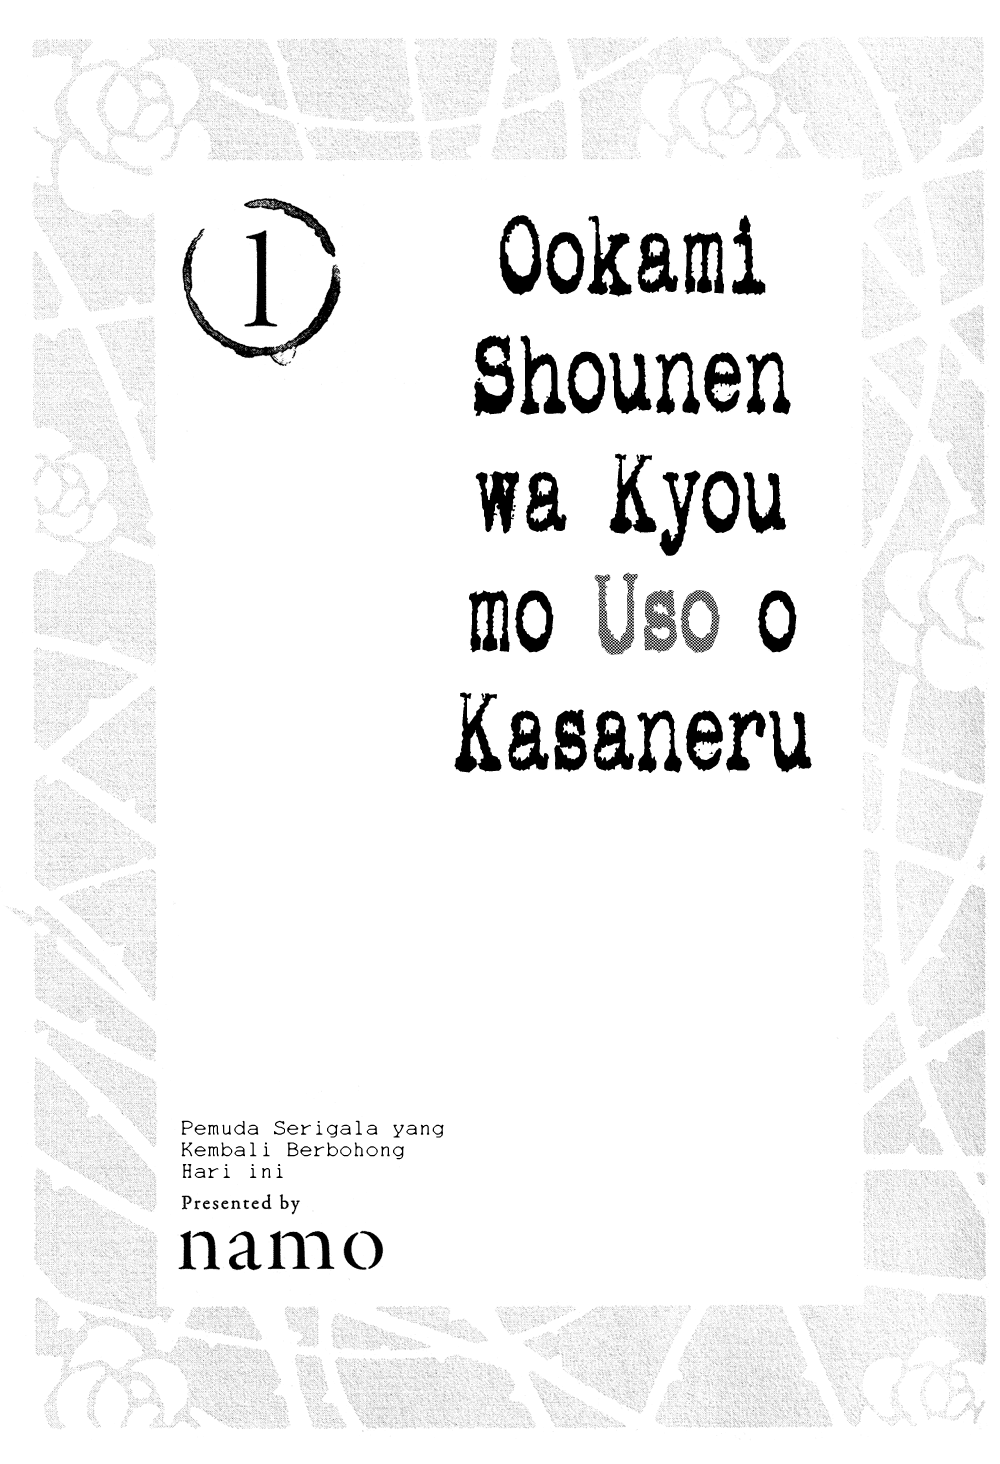 1
Ookami
Shounen
wa Kyou
mo Uso o
Kasaneru
Pemuda Serigala yang
Kembali Berbohong
Hari ini
Presented by
namo